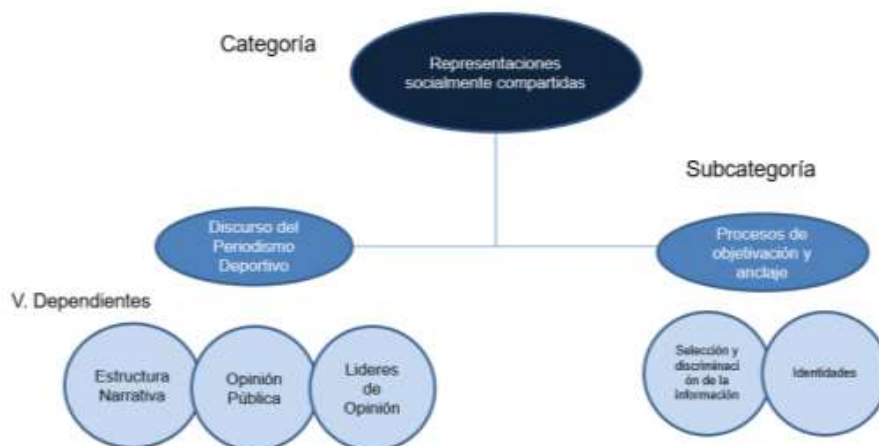 Categoría
Representaciones
socialmente compartidas
Subcategoría
Discurso del
Periodismo
Deportivo
Procesos de
objetivación y
anclaje
V. Dependientes
Estructura
Narrativa
Opinión
Pública
Lideres
de
Opinión
Selección y
discriminaci
ón de la
información
Identidades